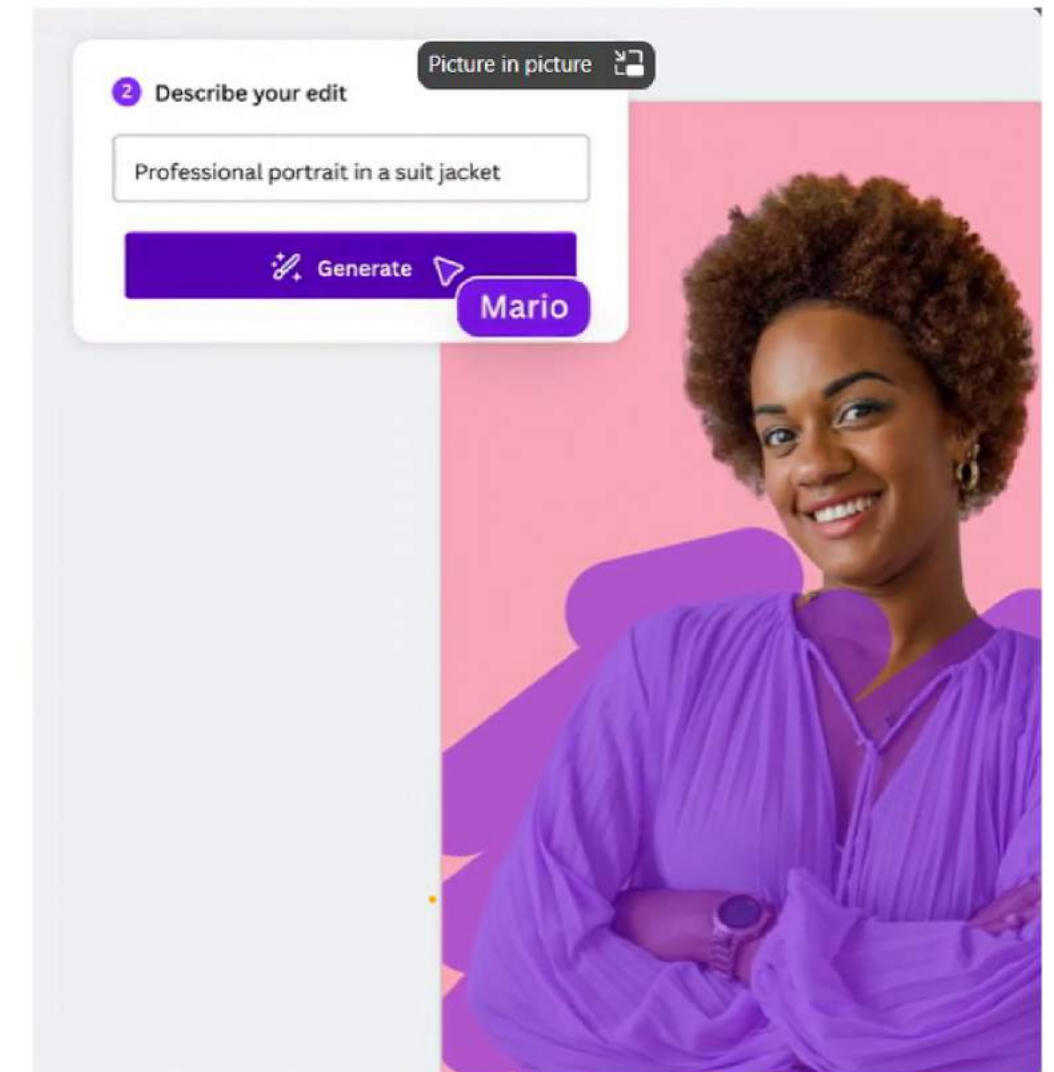 Picture in picture
2 Describe your edit
Professional portrait in a suit jacket
Generate
Mario